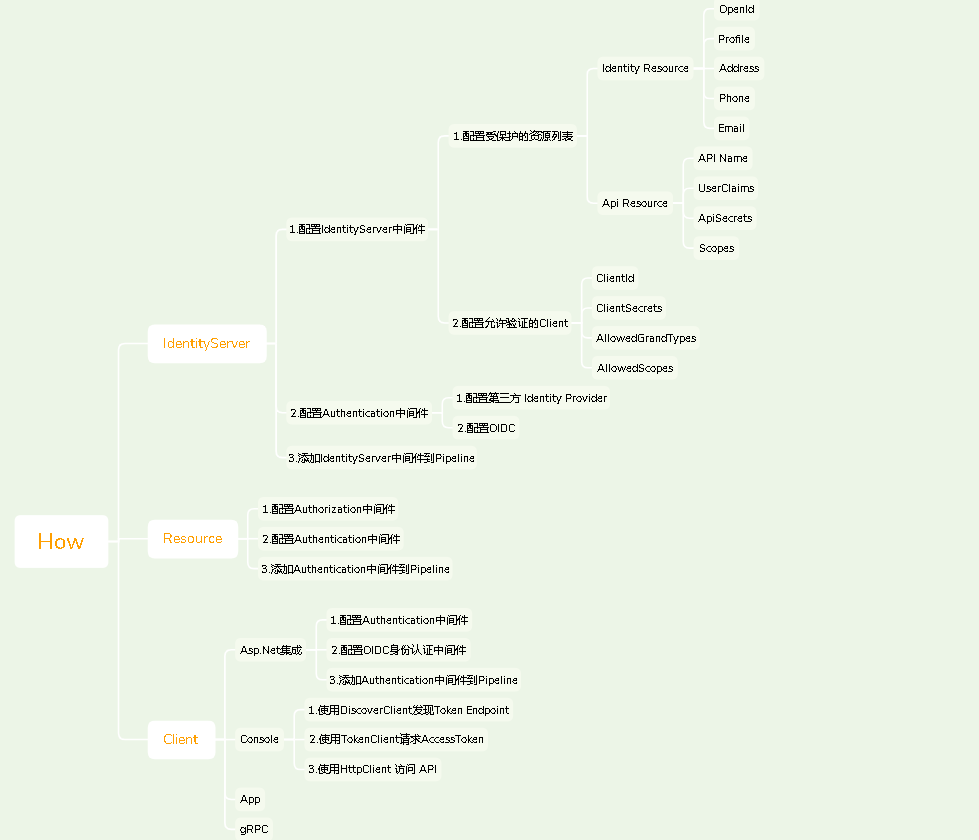 How
IdentityServer
1.配置IdentityServer中间件
1.配置受保护的资源列表
Identity Resource
OpenId
Profile
Address
Phone
Email
Api Resource
API Name
UserClaims
ApiSecrets
Scopes
2.配置允许验证的Client
ClientId
ClientSecrets
AllowedGrandTypes
AllowedScopes
2.配置Authentication中间件
1.配置第三方 Identity Provider
2.配置OIDC
3.添加IdentityServer中间件到Pipeline
Resource
1.配置Authorization中间件
2.配置Authentication中间件
3.添加Authentication中间件到Pipeline
Client
Asp.Net集成
1.配置Authentication中间件
2.配置OIDC身份认证中间件
3.添加Authentication中间件到Pipeline
Console
1.使用DiscoverClient发现Token Endpoint
2.使用TokenClient请求AccessToken
3.使用HttpClient 访问 API
App
gRPC